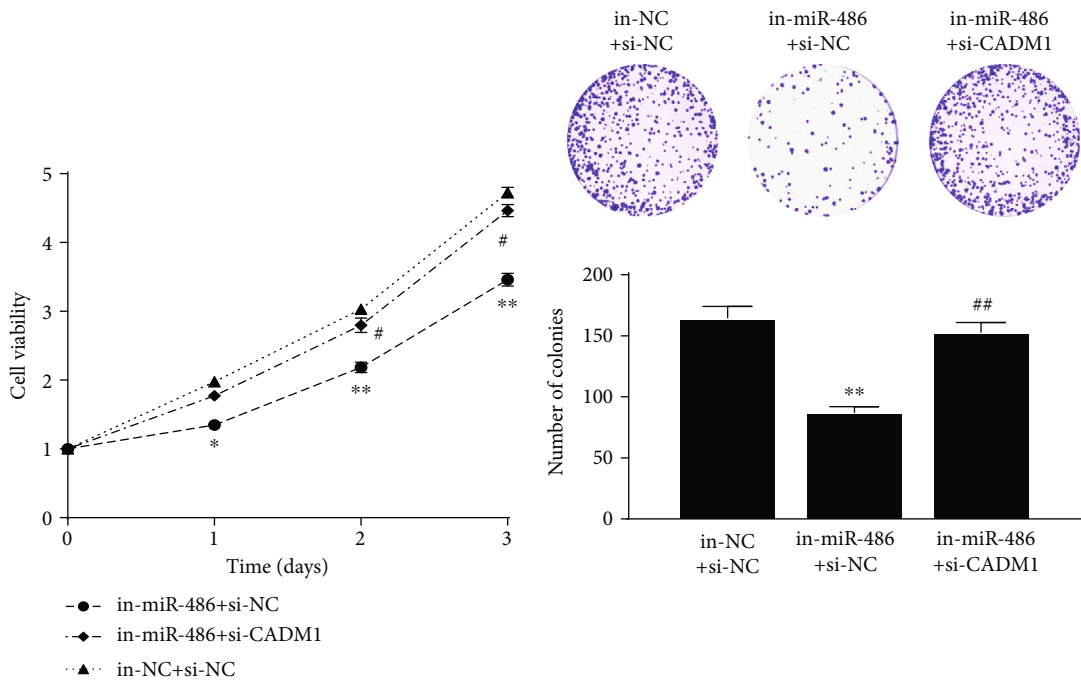 5
4
3
2
1
0
Cell viability
0
1
2
3
Time (days)
*
**
**
#
#
in-miR-486+si-NC
in-miR-486+si-CADM1
in-NC+si-NC
in-NC
+si-NC
in-miR-486
+si-NC
in-miR-486
+si-CADM1
200
150
100
50
0
Number of colonies
**
##
in-NC
+si-NC
in-miR-486
+si-NC
in-miR-486
+si-CADM1